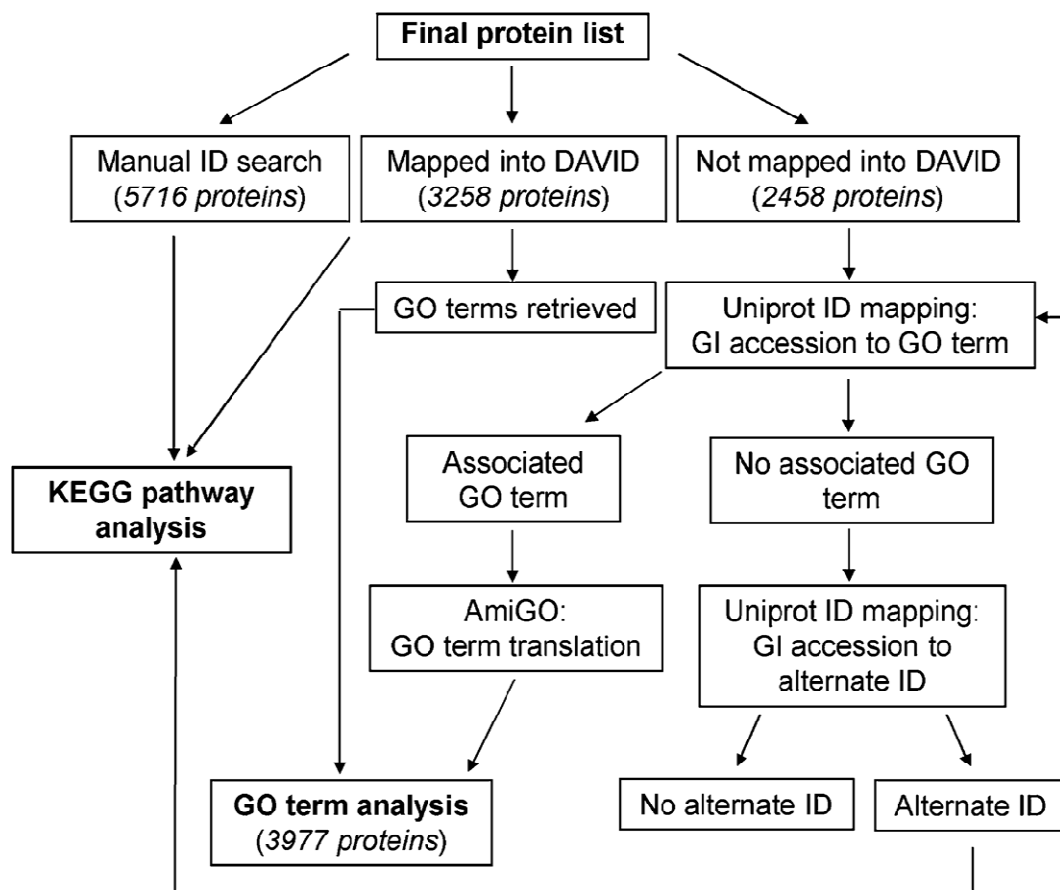 Final protein list
Manual ID search
(5716 proteins)
Mapped into DAVID
(3258 proteins)
Not mapped into DAVID
(2458 proteins)
GO terms retrieved
Uniprot ID mapping:
GI accession to GO term
Associated
GO term
No associated GO
term
KEGG pathway
analysis
AmiGO:
GO term translation
Uniprot ID mapping:
GI accession to
alternate ID
GO term analysis
(3977 proteins)
No alternate ID
Alternate ID